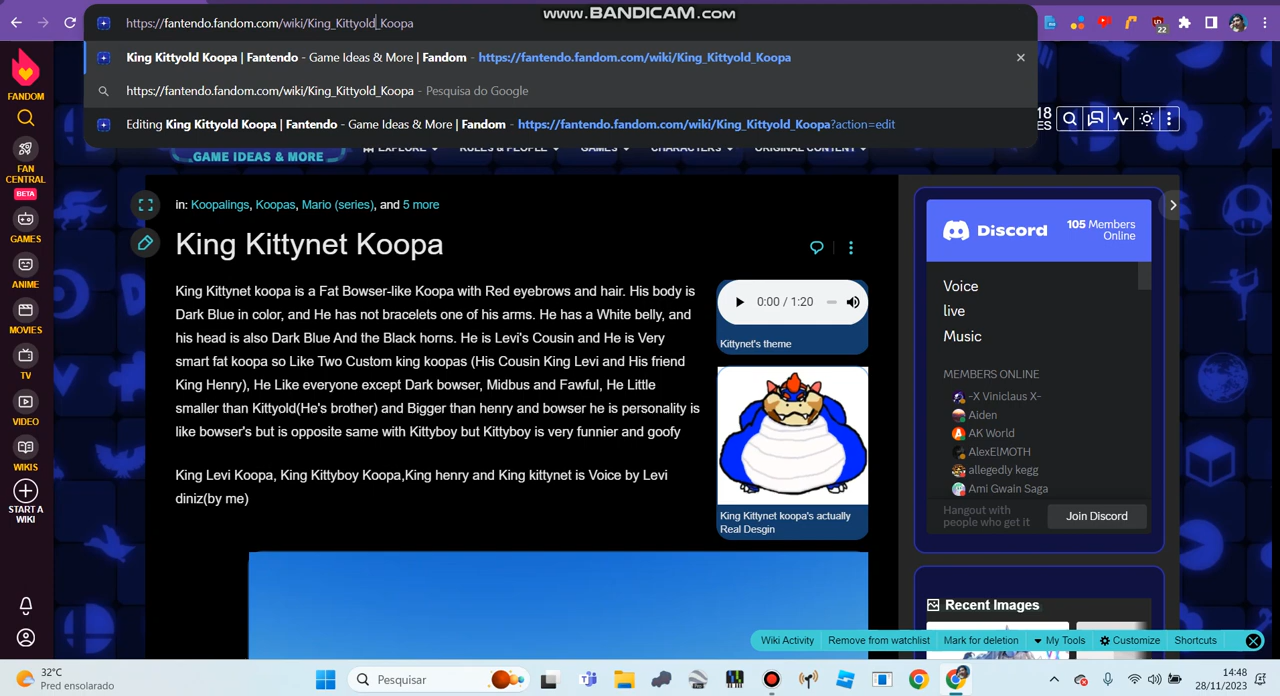 https://fantendo.fandom.com/wiki/King_Kittyold_Koopa
www.BANDICAM.com
22
King Kittyold Koopa | Fantendo - Game Ideas & More | Fandom - https://fantendo.fandom.com/wiki/King_Kittyold_Koopa
https://fantendo.fandom.com/wiki/King_Kittyold_Koopa - Pesquisa do Google
Editing King Kittyold Koopa | Fantendo - Game Ideas & More | Fandom - https://fantendo.fandom.com/wiki/King_Kittyold_Koopa?action=edit
FANDOM
FAN CENTRAL
BETA
GAMES
ANIME
MOVIES
TV
VIDEO
WIKIS
START A WIKI
18
ES
GAME IDEAS & MORE
EXPLORE
RULES & PEOPLE
GAMES
CHARACTERS
ORIGINAL CONTENT
in: Koopalings, Koopas, Mario (series), and 5 more
King Kittynet Koopa
King Kittynet koopa is a Fat Bowser-like Koopa with Red eyebrows and hair. His body is
Dark Blue in color, and He has not bracelets one of his arms. He has a White belly, and
his head is also Dark Blue And the Black horns. He is Levi's Cousin and He is Very
smart fat koopa so Like Two Custom king koopas (His Cousin King Levi and His friend
King Henry), He Like everyone except Dark bowser, Midbus and Fawful, He Little
smaller than Kittyold(He's brother) and Bigger than henry and bowser he is personality is
like bowser's but is opposite same with Kittyboy but Kittyboy is very funnier and goofy
King Levi Koopa, King Kittyboy Koopa,King henry and King kittynet is Voice by Levi
diniz(by me)
0:00 / 1:20
Kittynet's theme
King Kittynet koopa's actually
Real Desgin
Discord
105 Members
Online
Voice
live
Music
MEMBERS ONLINE
-X Viniclaus X-
Aiden
AK World
AlexElMOTH
allegedly kegg
Ami Gwain Saga
Hangout with
people who get it
Join Discord
Recent Images
Wiki Activity
Remove from watchlist
Mark for deletion
My Tools
Customize
Shortcuts
32°C
Pred ensolarado
Pesquisar
14:48
28/11/2023